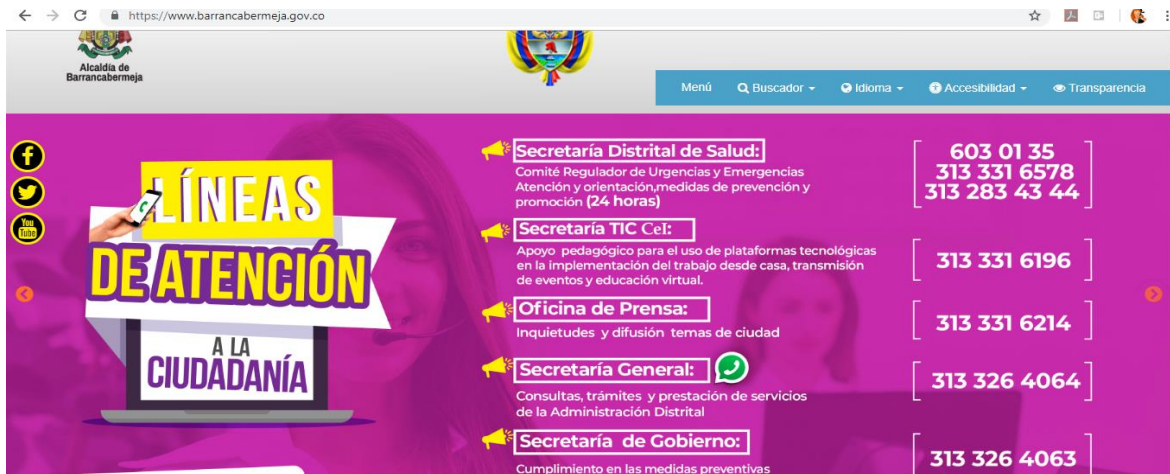 https://www.barrancabermeja.gov.co
Alcaldía de
Barrancabermeja
Menú Buscador Idioma Accesibilidad Transparencia
You
Tube
LÍNEAS
DE ATENCIÓN
A LA
CIUDADANÍA
Secretaría Distrital de Salud:
Comité Regulador de Urgencias y Emergencias
Atención y orientación,medidas de prevención y
promoción (24 horas)
603 01 35
313 331 6578
313 283 43 44
Secretaría TIC Cel:
Apoyo pedagógico para el uso de plataformas tecnológicas
en la implementación del trabajo desde casa, transmisión
de eventos y educación virtual.
313 331 6196
Oficina de Prensa:
Inquietudes y difusión temas de ciudad
313 331 6214
Secretaría General:
Consultas, trámites y prestación de servicios
de la Administración Distrital
313 326 4064
Secretaría de Gobierno:
Cumplimiento en las medidas preventivas
313 326 4063